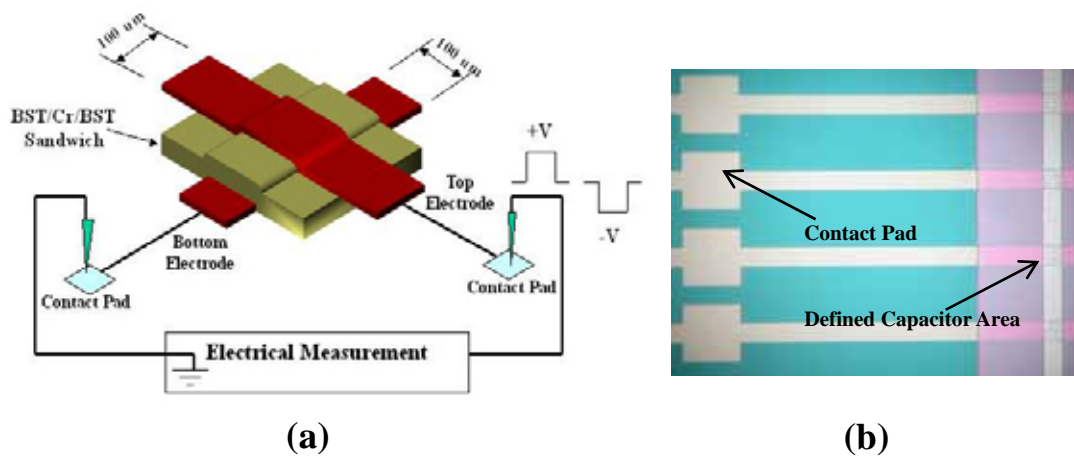 100 um
100 um
BST/Cr/BST
Sandwich
+V
-V
Top
Electrode
Bottom
Electrode
Contact Pad
Contact Pad
Electrical Measurement
(a)
Contact Pad
Defined Capacitor Area
(b)